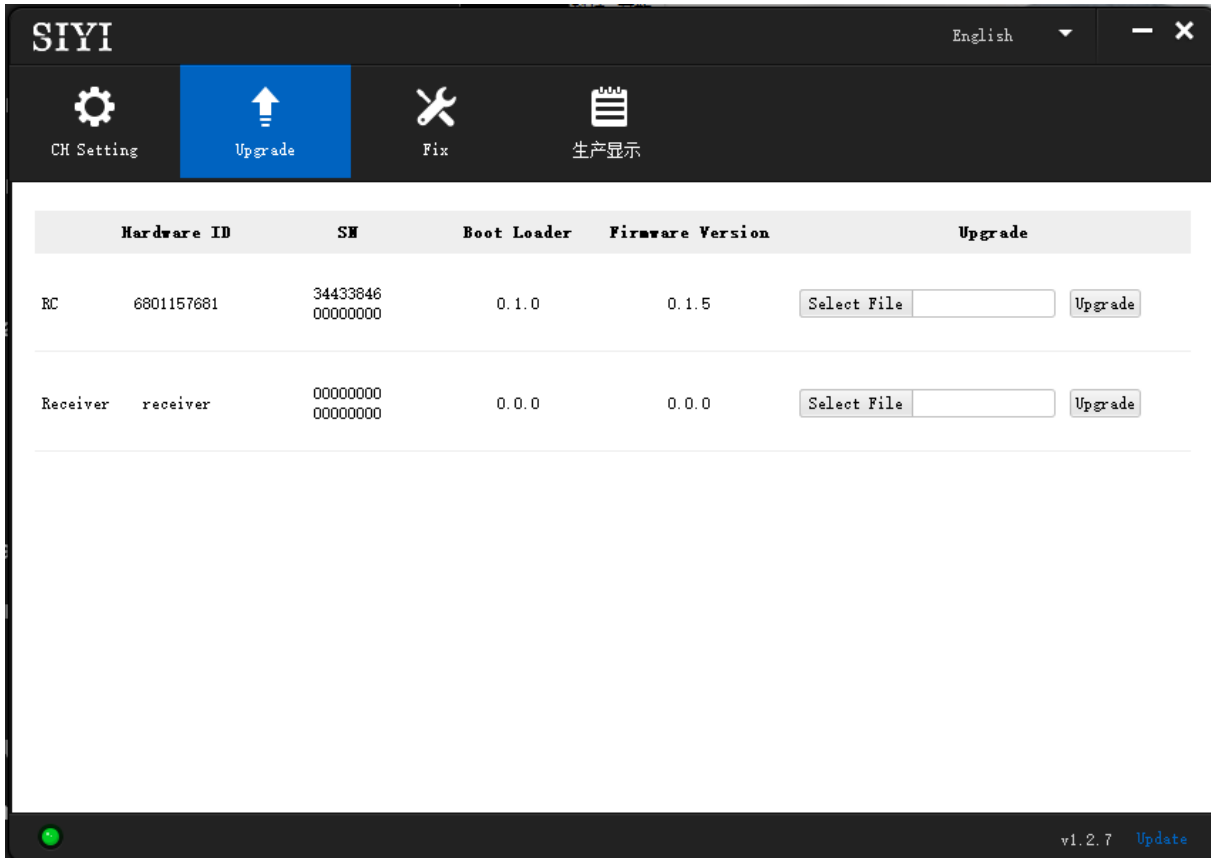 SIYI
English
CH Setting
Upgrade
Fix
生产显示
Hardware ID SN Boot Loader Firmware Version Upgrade
RC 6801157681 34433846 0.1.0 0.1.5 Select File Upgrade
00000000
Receiver receiver 00000000 0.0.0 0.0.0 Select File Upgrade
00000000
v1.2.7 Update